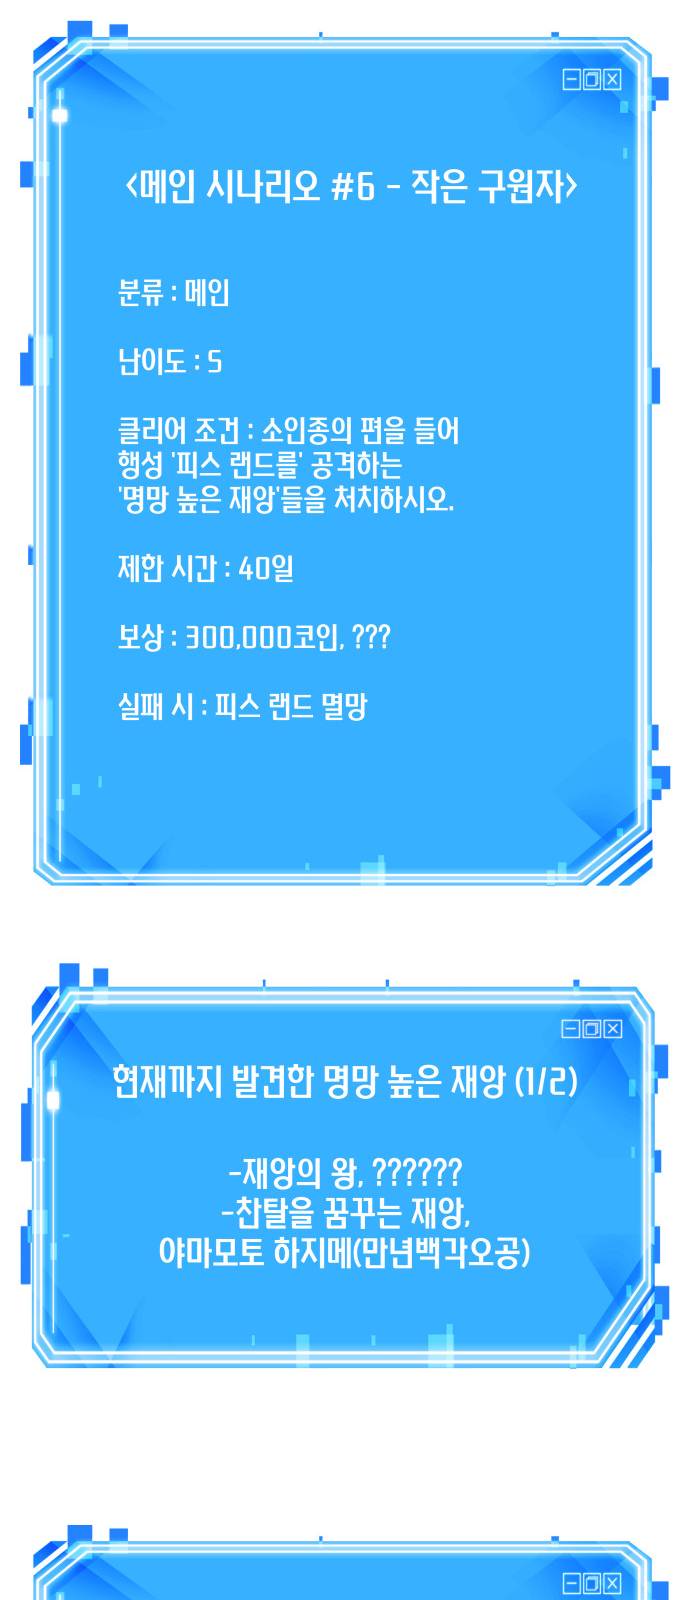 <메인 시나리오 #6 - 작은 구원자>
분류 : 메인
난이도 : S
클리어 조건 : 소인종의 편을 들어
행성 '피스 랜드를' 공격하는
'명망 높은 재앙'들을 처치하시오.
제한 시간 : 40일
보상 : 300,000코인, ???
실패 시 : 피스 랜드 멸망
현재까지 발견한 명망 높은 재앙 (1/2)
-재앙의 왕, ??????
-찬탈을 꿈꾸는 재앙,
야마모토 하지메(만년백각오공)